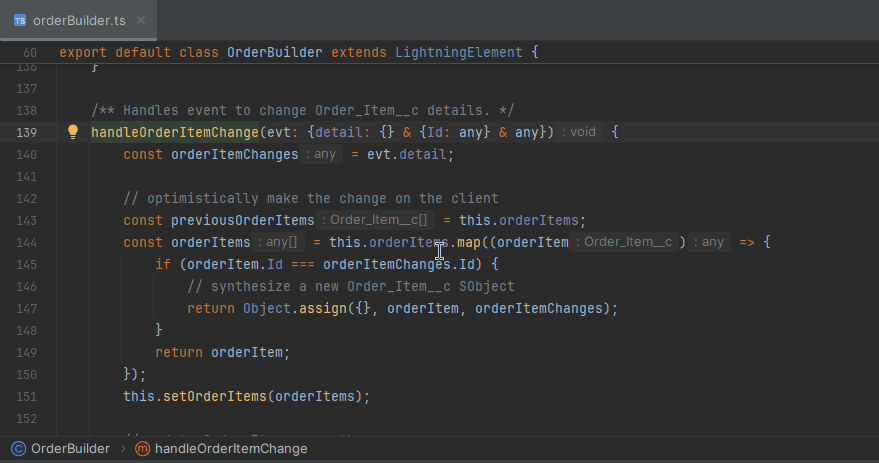 TS orderBuilder.ts ×
60 export default class OrderBuilder extends LightningElement {
136 }
137
138 /** Handles event to change Order_Item__c details. */
139 handleOrderItemChange(evt: {detail: {} & {Id: any} & any}) : void {
140 const orderItemChanges : any = evt.detail;
141
142 // optimistically make the change on the client
143 const previousOrderItems : Order_Item__c[] = this.orderItems;
144 const orderItems : any[] = this.orderItems.map((orderItem : Order_Item__c ) : any => {
145 if (orderItem.Id === orderItemChanges.Id) {
146 // synthesize a new Order_Item__c SObject
147 return Object.assign({}, orderItem, orderItemChanges);
148 }
149 return orderItem;
150 });
151 this.setOrderItems(orderItems);
152
C OrderBuilder › m handleOrderItemChange